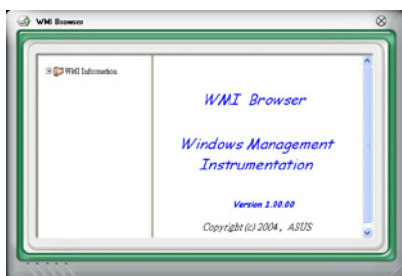 WMI Browser
WMI Information
WMI Browser
Windows Management
Instrumentation
Version 1.00.00
Copyright (c) 2004, ASUS